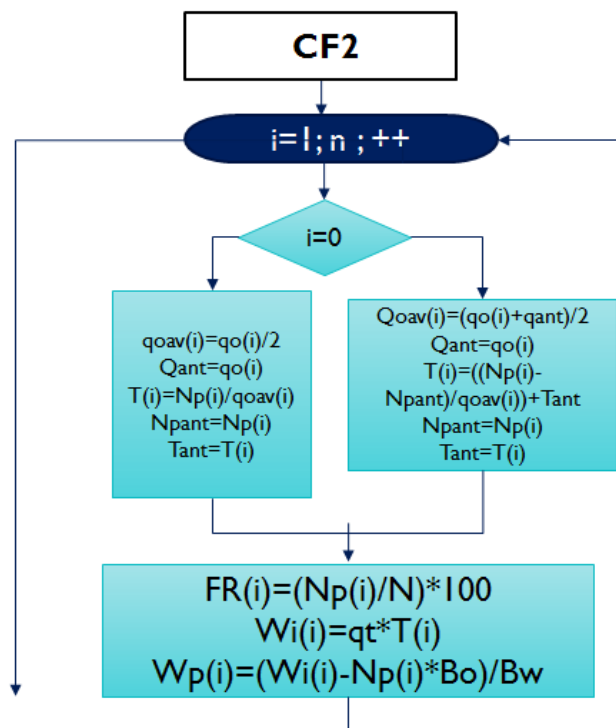 CF2
i=1; n ; ++
i=0
qoav(i)=qo(i)/2
Qant=qo(i)
T(i)=Np(i)/qoav(i)
Npant=Np(i)
Tant=T(i)
Qoav(i)=(qo(i)+qant)/2
Qant=qo(i)
T(i)=((Np(i)-
Npant)/qoav(i))+Tant
Npant=Np(i)
Tant=T(i)
FR(i)=(Np(i)/N)*100
Wi(i)=qt*T(i)
Wp(i)=(Wi(i)-Np(i)*Bo)/Bw